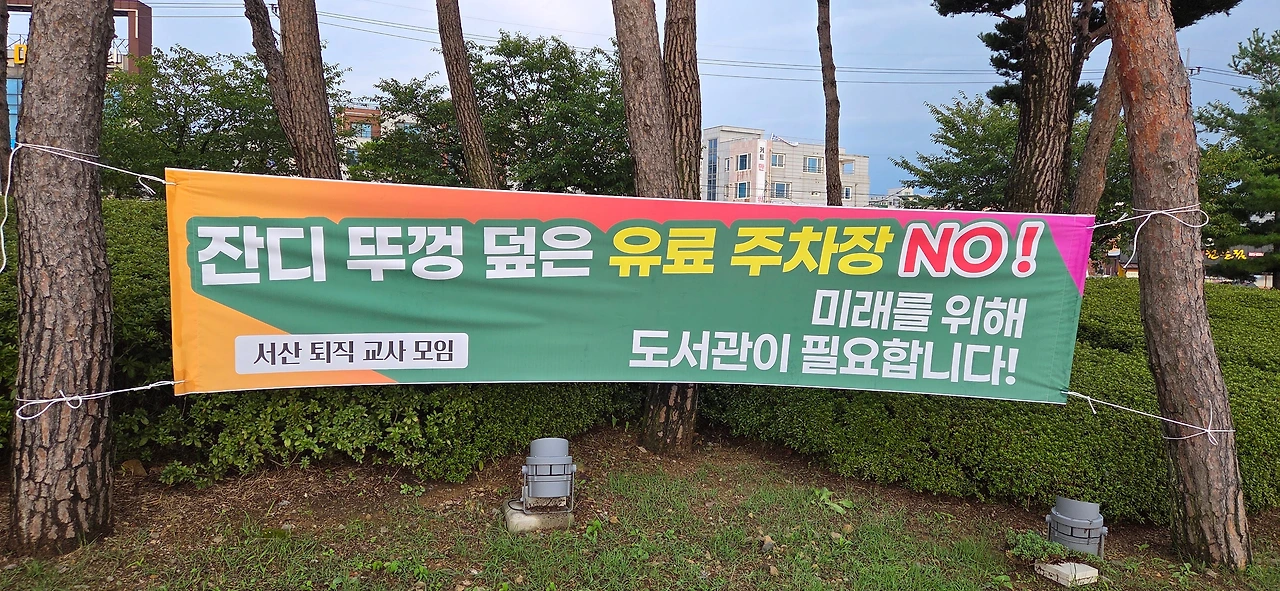 잔디 뚜껑 덮은 유료 주차장 NO!
미래를 위해
도서관이 필요합니다!
서산 퇴직 교사 모임